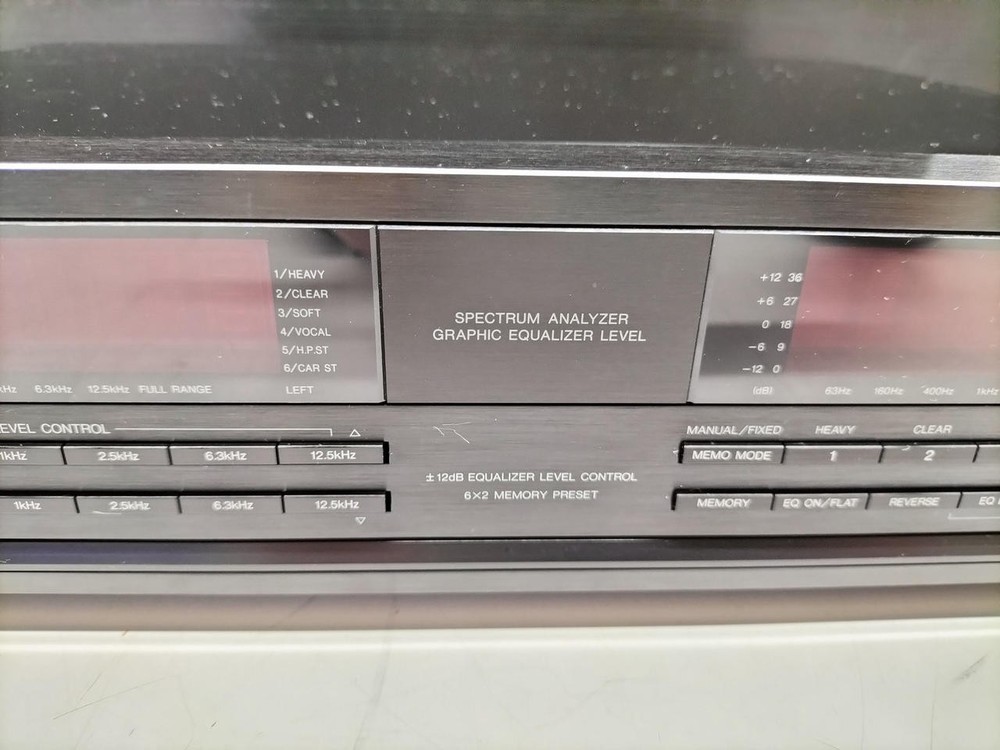 1/HEAVY
2/CLEAR
3/SOFT
4/VOCAL
5/H.P.ST
6/CAR ST
kHz 6.3kHz 12.5kHz FULL RANGE LEFT
SPECTRUM ANALYZER
GRAPHIC EQUALIZER LEVEL
+12 36
+6 27
0 18
-6 9
-12 0
(dB) 63Hz 160Hz 400Hz 1kHz
EVEL CONTROL △
1kHz 2.5kHz 6.3kHz 12.5kHz
1kHz 2.5kHz 6.3kHz 12.5kHz
▽
±12dB EQUALIZER LEVEL CONTROL
6×2 MEMORY PRESET
MANUAL/FIXED HEAVY CLEAR
MEMO MODE 1 2
MEMORY EQ ON/FLAT REVERSE EQ